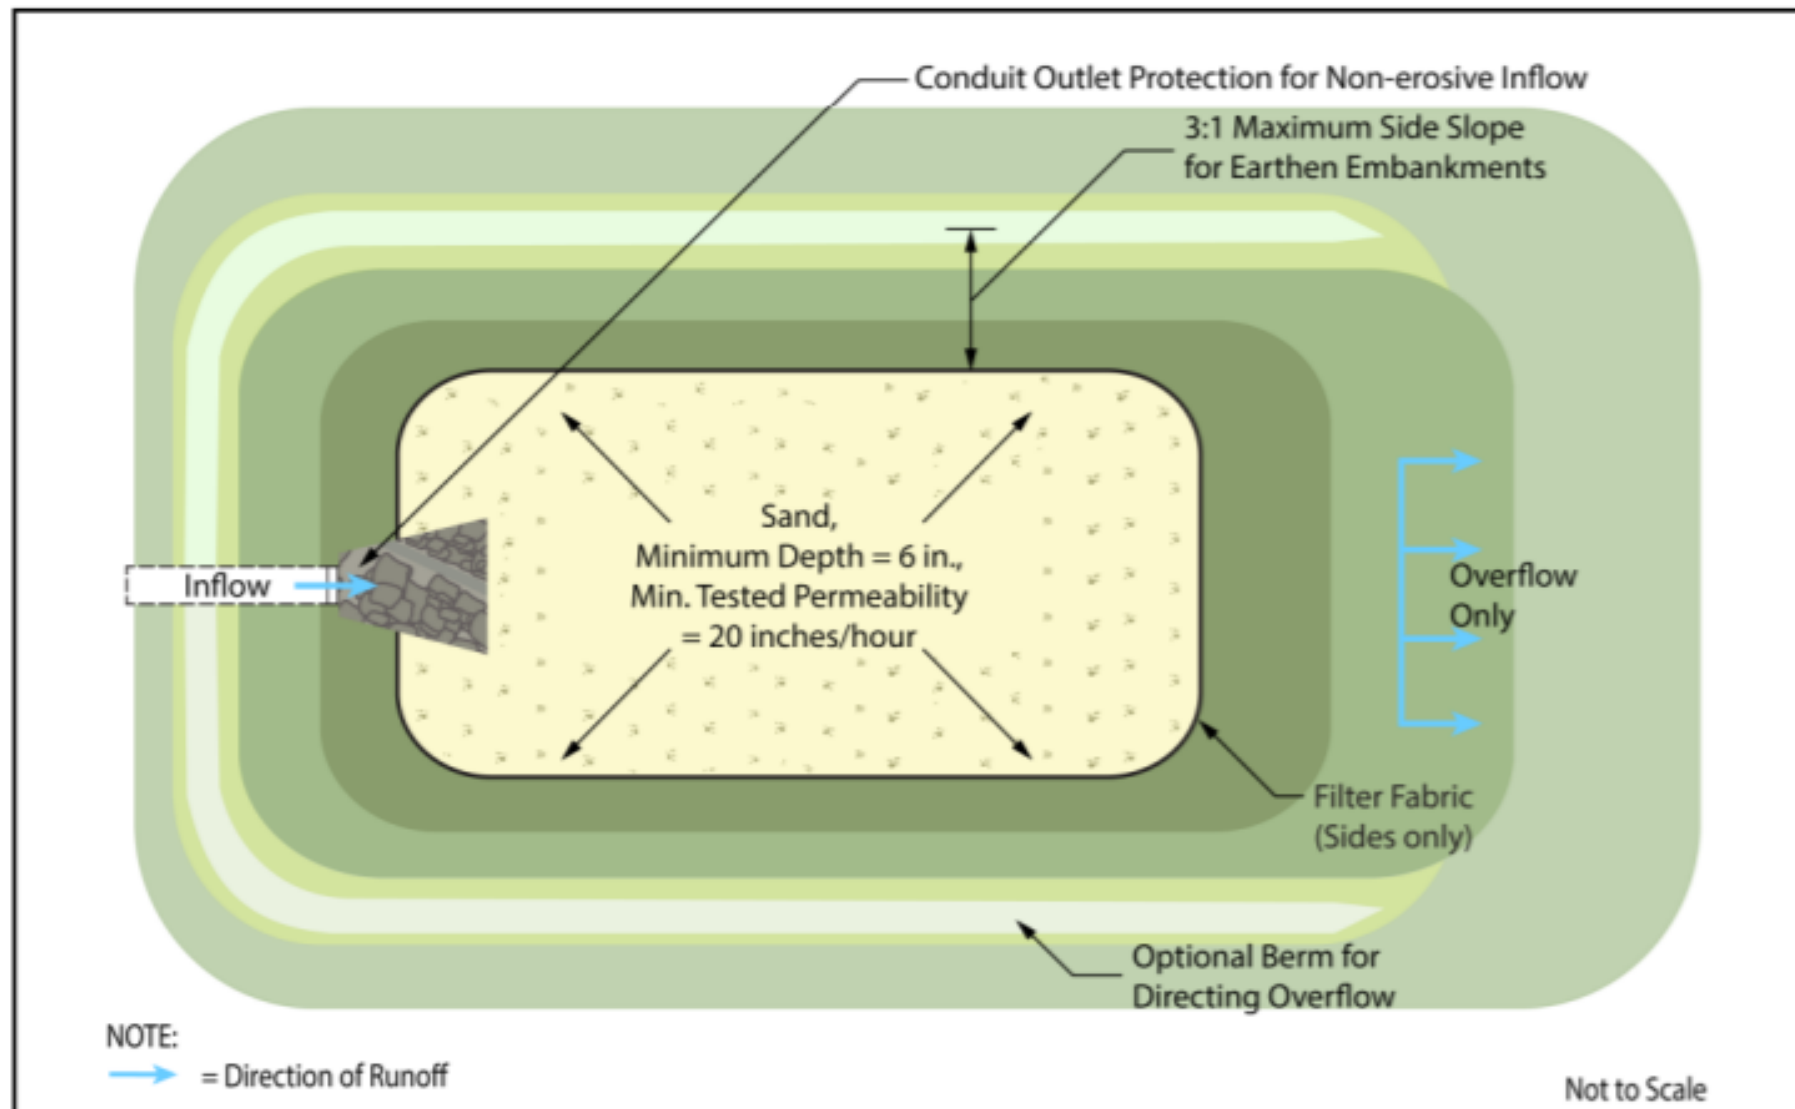 Conduit Outlet Protection for Non-erosive Inflow
3:1 Maximum Side Slope
for Earthen Embankments
Sand,
Minimum Depth = 6 in.,
Min. Tested Permeability
= 20 inches/hour
Inflow
Overflow
Only
Filter Fabric
(Sides only)
Optional Berm for
Directing Overflow
NOTE:
= Direction of Runoff
Not to Scale